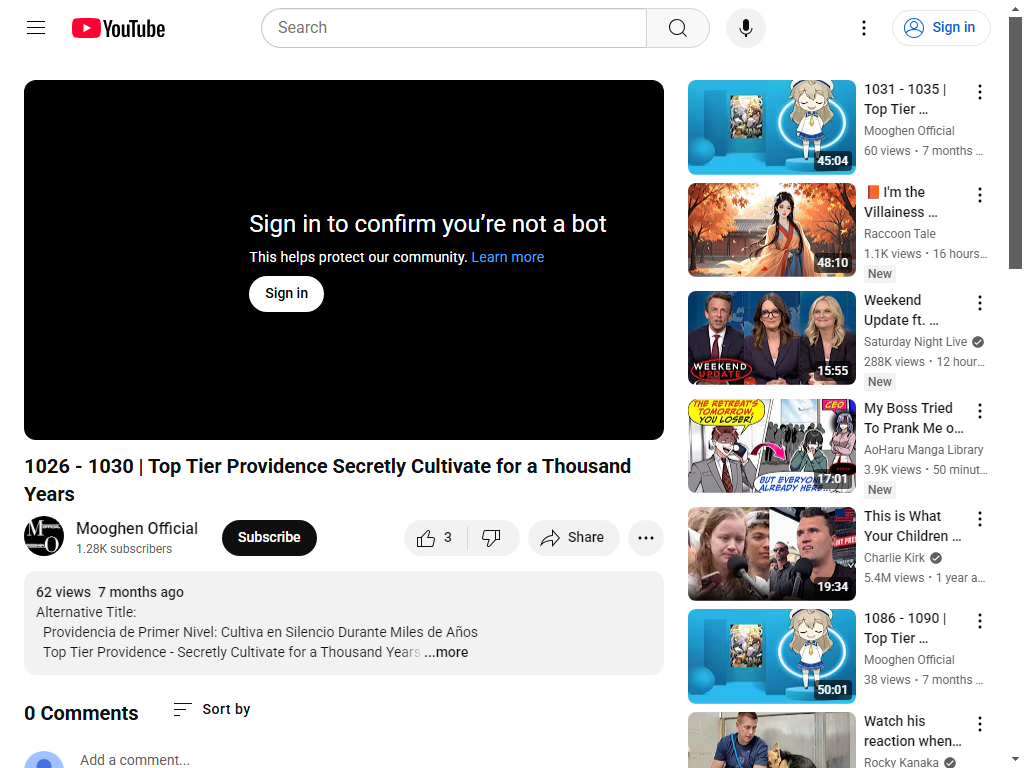 YouTube
Search
Sign in
Sign in to confirm you’re not a bot
This helps protect our community. Learn more
Sign in
1026 - 1030 | Top Tier Providence Secretly Cultivate for a Thousand
Years
Mooghen Official
1.28K subscribers
Subscribe
3
Share
62 views 7 months ago
Alternative Title:
Providencia de Primer Nivel: Cultiva en Silencio Durante Miles de Años
Top Tier Providence - Secretly Cultivate for a Thousand Years ...more
0 Comments
Sort by
Add a comment...
45:04
1031 - 1035 |
Top Tier ...
Mooghen Official
60 views • 7 months ...
48:10
I'm the
Villainess ...
Raccoon Tale
1.1K views • 16 hours...
New
WEEKEND
UPDATE
15:55
Weekend
Update ft. ...
Saturday Night Live
288K views • 12 hour...
New
THE RETREAT'S
TOMORROW,
YOU LOSER!
CEO
BUT EVERYONE
ALREADY HERE...
17:01
My Boss Tried
To Prank Me o...
AoHaru Manga Library
3.9K views • 50 minut...
New
19:34
This is What
Your Children ...
Charlie Kirk
5.4M views • 1 year a...
50:01
1086 - 1090 |
Top Tier ...
Mooghen Official
38 views • 7 months ...
Watch his
reaction when...
Rocky Kanaka